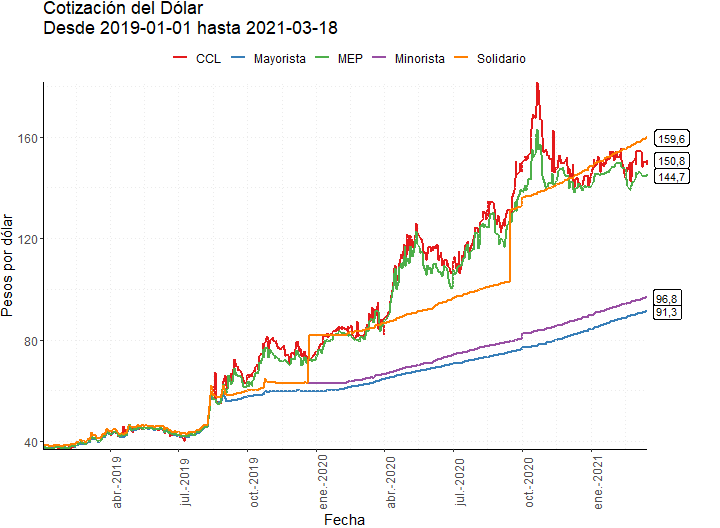 Cotización del Dólar
Desde 2019-01-01 hasta 2021-03-18
CCL Mayorista MEP Minorista Solidario
Pesos por dólar
160
120
80
40
159,6
150,8
144,7
96,8
91,3
abr.-2019 jul.-2019 oct.-2019 ene.-2020 abr.-2020 jul.-2020 oct.-2020 ene.-2021
Fecha